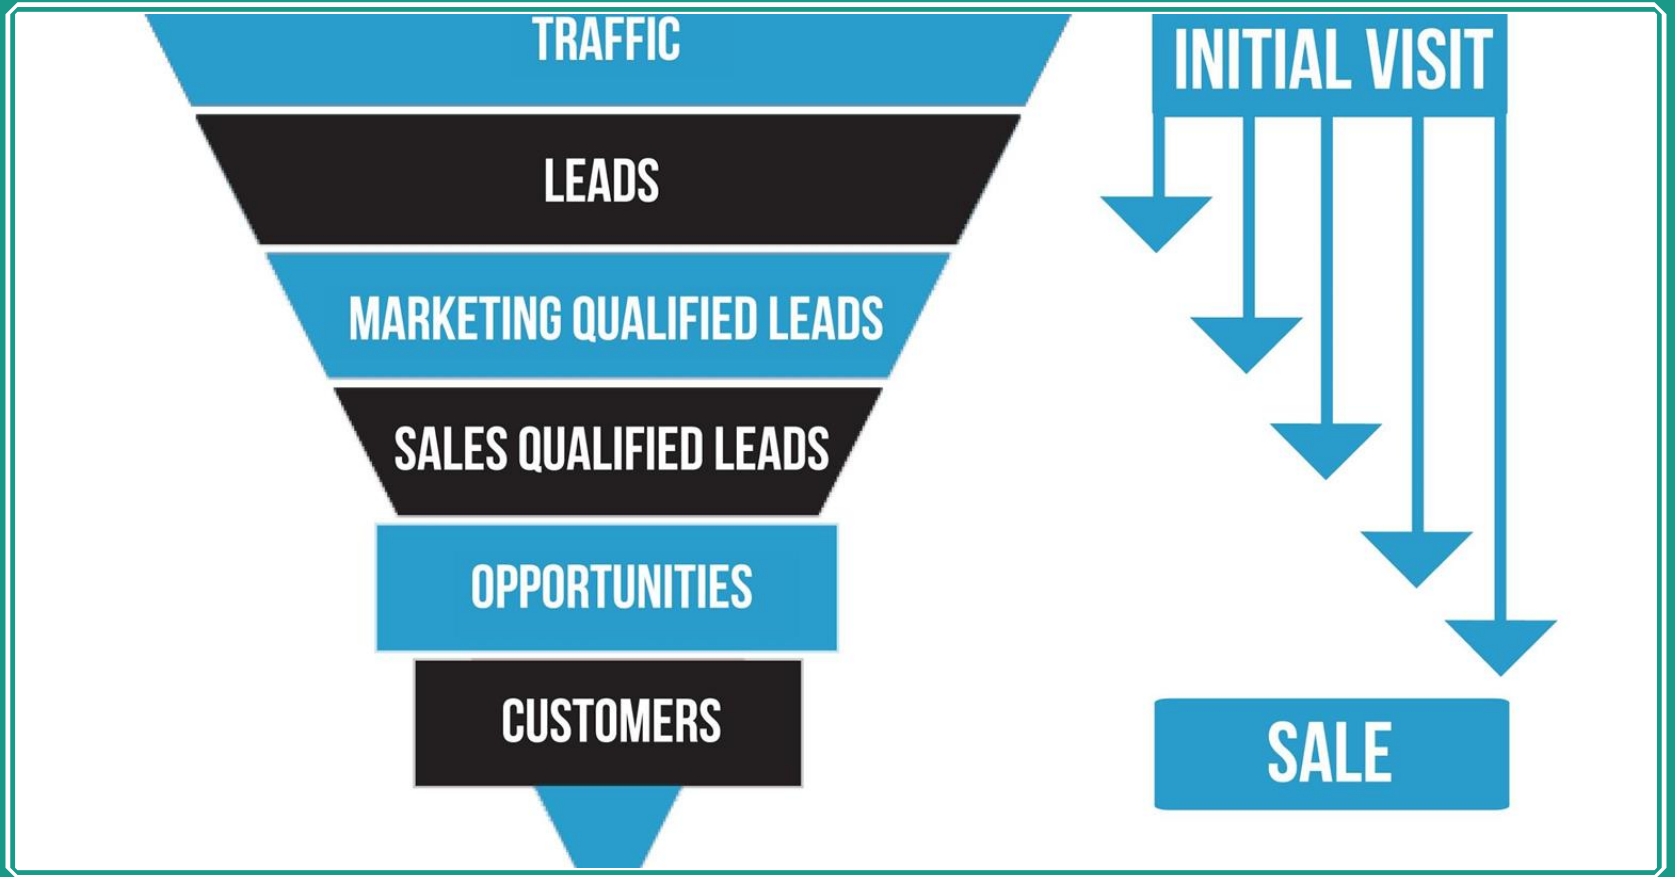 TRAFFIC
LEADS
MARKETING QUALIFIED LEADS
SALES QUALIFIED LEADS
OPPORTUNITIES
CUSTOMERS
INITIAL VISIT
SALE